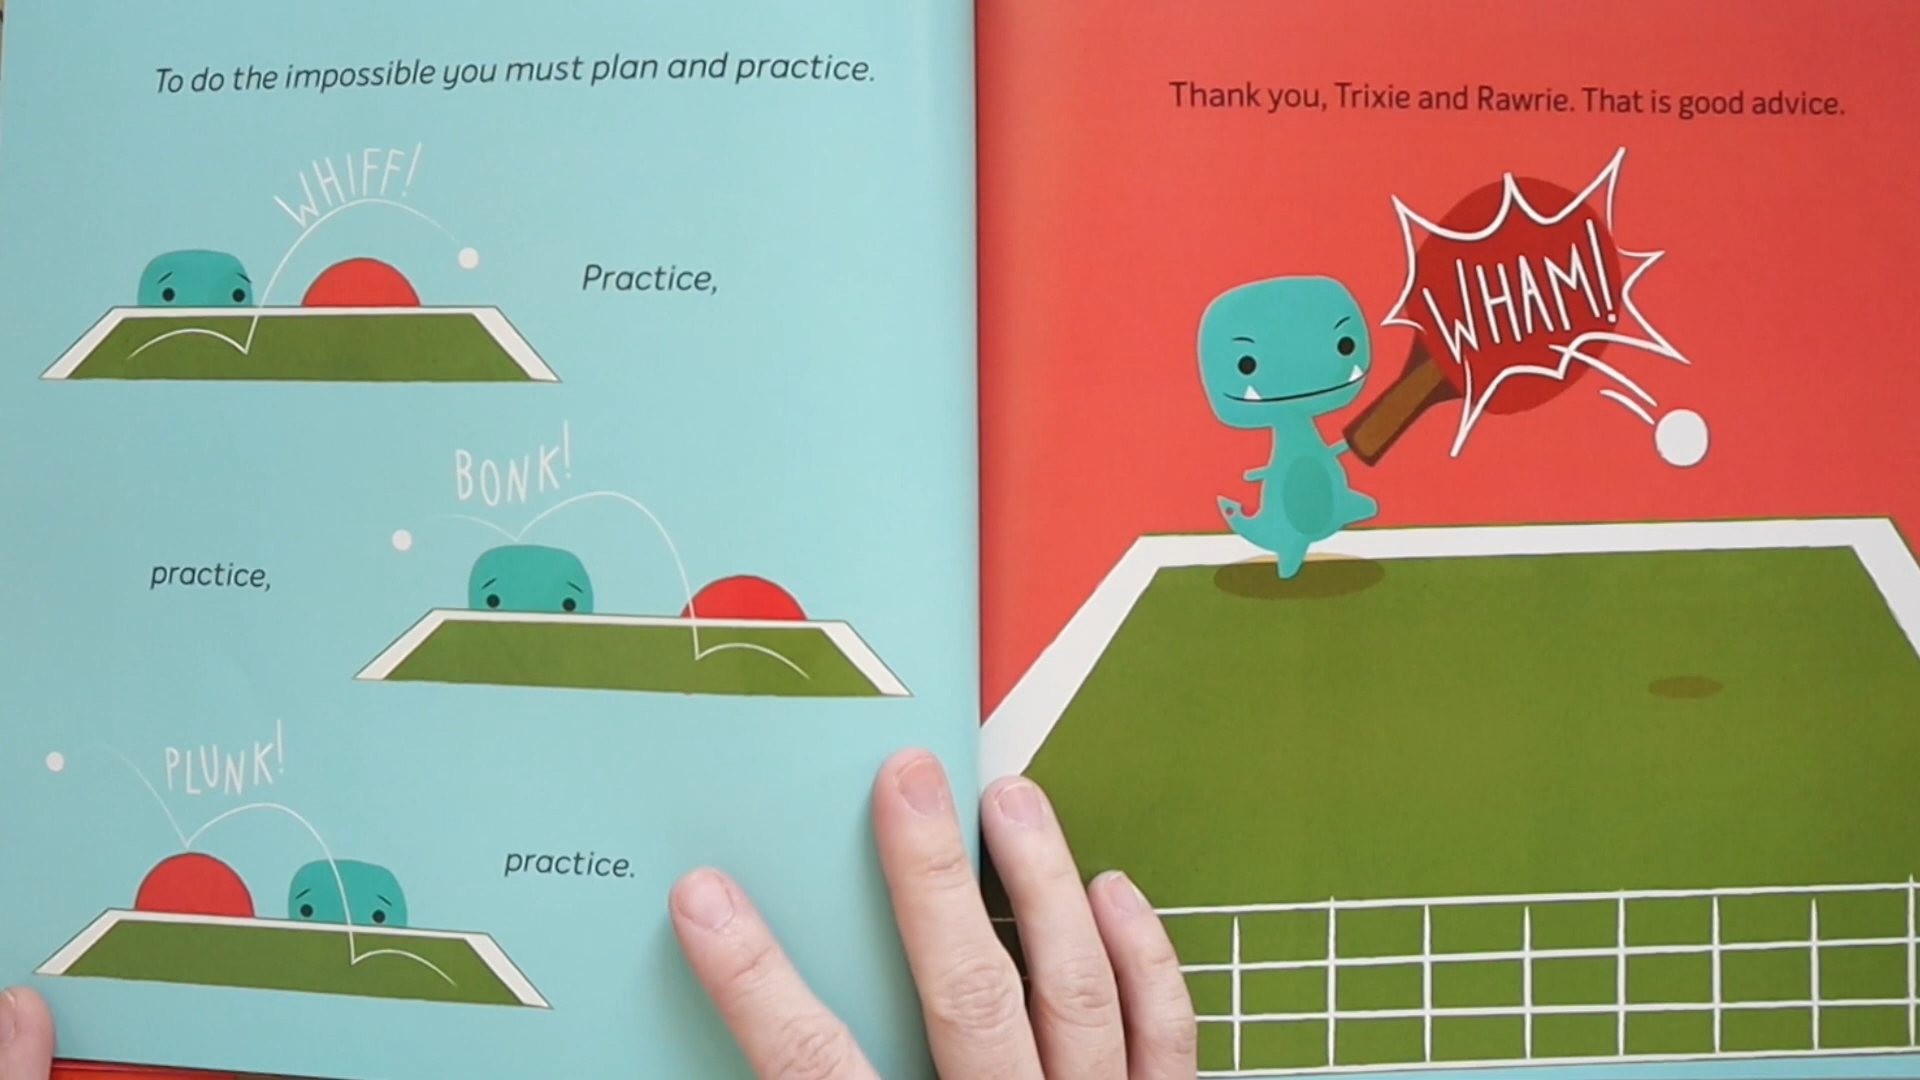 To do the impossible you must plan and practice.
WHIFF!
Practice,
BONK!
practice,
PLUNK!
practice.
Thank you, Trixie and Rawrie. That is good advice.
WHAM!